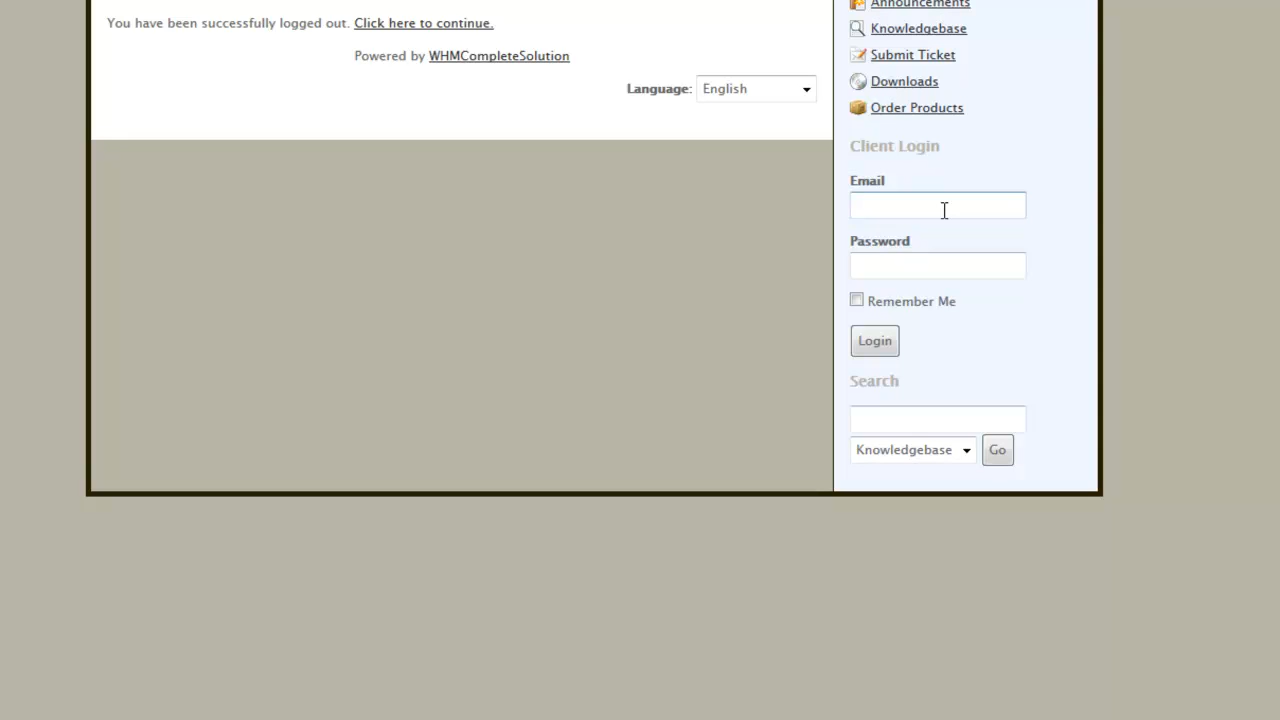 You have been successfully logged out. Click here to continue.
Powered by WHMCompleteSolution
Language: English
Announcements
Knowledgebase
Submit Ticket
Downloads
Order Products
Client Login
Email
Password
Remember Me
Login
Search
Knowledgebase Go